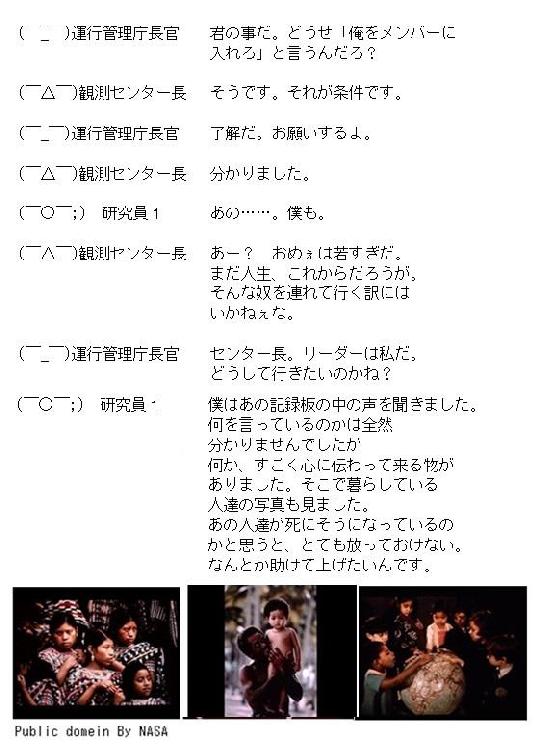 (￣_￣)運行管理庁長官　君の事だ。どうせ「俺をメンバーに
入れろ」と言うんだろ？
(￣△￣)観測センター長　そうです。それが条件です。
(￣_￣)運行管理庁長官　了解だ。お願いするよ。
(￣△￣)観測センター長　分かりました。
(￣○￣;)　研究員１　あの……。僕も。
(￣△￣)観測センター長　あー？　おめぇは若すぎだ。
まだ人生、これからだろうが。
そんな奴を連れて行く訳には
いかねぇな。
(￣_￣)運行管理庁長官　センター長。リーダーは私だ。
どうして行きたいのかね？
(￣○￣;)　研究員１　僕はあの記録板の中の声を聞きました。
何を言っているのかは全然
分かりませんでしたが
何か、すごく心に伝わって来る物が
ありました。そこで暮らしている
人達の写真も見ました。
あの人達が死にそうになっているの
かと思うと、とても放っておけない。
なんとか助けて上げたいんです。
Public domein By NASA